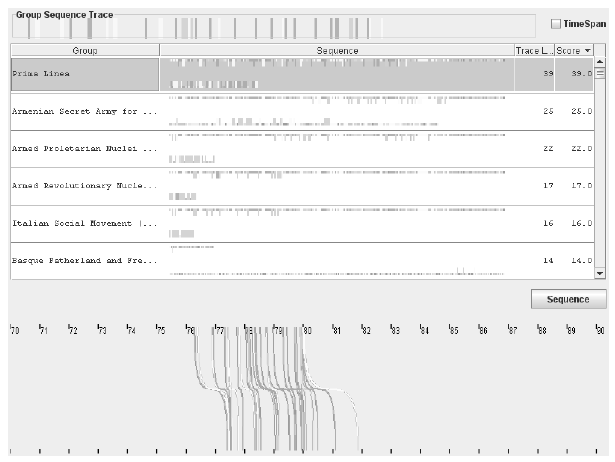 Group Sequence Trace
TimeSpan
Group Sequence Trace L... Score
Prima Linea 39 39.0
Armenian Secret Army for ... 25 25.0
Armed Proletarian Nuclei ... 22 22.0
Armed Revolutionary Nucle... 17 17.0
Italian Social Movement (... 16 16.0
Basque Fatherland and Fre... 14 14.0
Sequence
'70 '71 '72 '73 '74 '75 '76 '77 '78 '79 '80 '81 '82 '83 '84 '85 '86 '87 '88 '89 '90